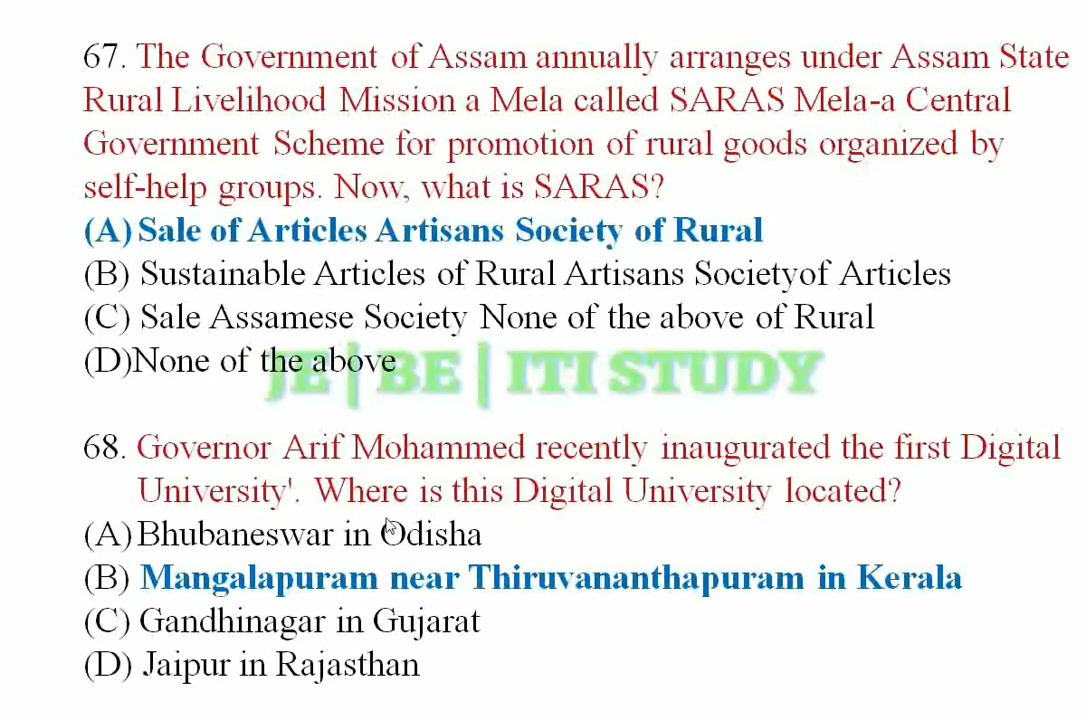 67. The Government of Assam annually arranges under Assam State
Rural Livelihood Mission a Mela called SARAS Mela-a Central
Government Scheme for promotion of rural goods organized by
self-help groups. Now, what is SARAS?
(A) Sale of Articles Artisans Society of Rural
(B) Sustainable Articles of Rural Artisans Societyof Articles
(C) Sale Assamese Society None of the above of Rural
(D)None of the above
JE | BE | ITI STUDY
68. Governor Arif Mohammed recently inaugurated the first Digital
University'. Where is this Digital University located?
(A) Bhubaneswar in Odisha
(B) Mangalapuram near Thiruvananthapuram in Kerala
(C) Gandhinagar in Gujarat
(D) Jaipur in Rajasthan